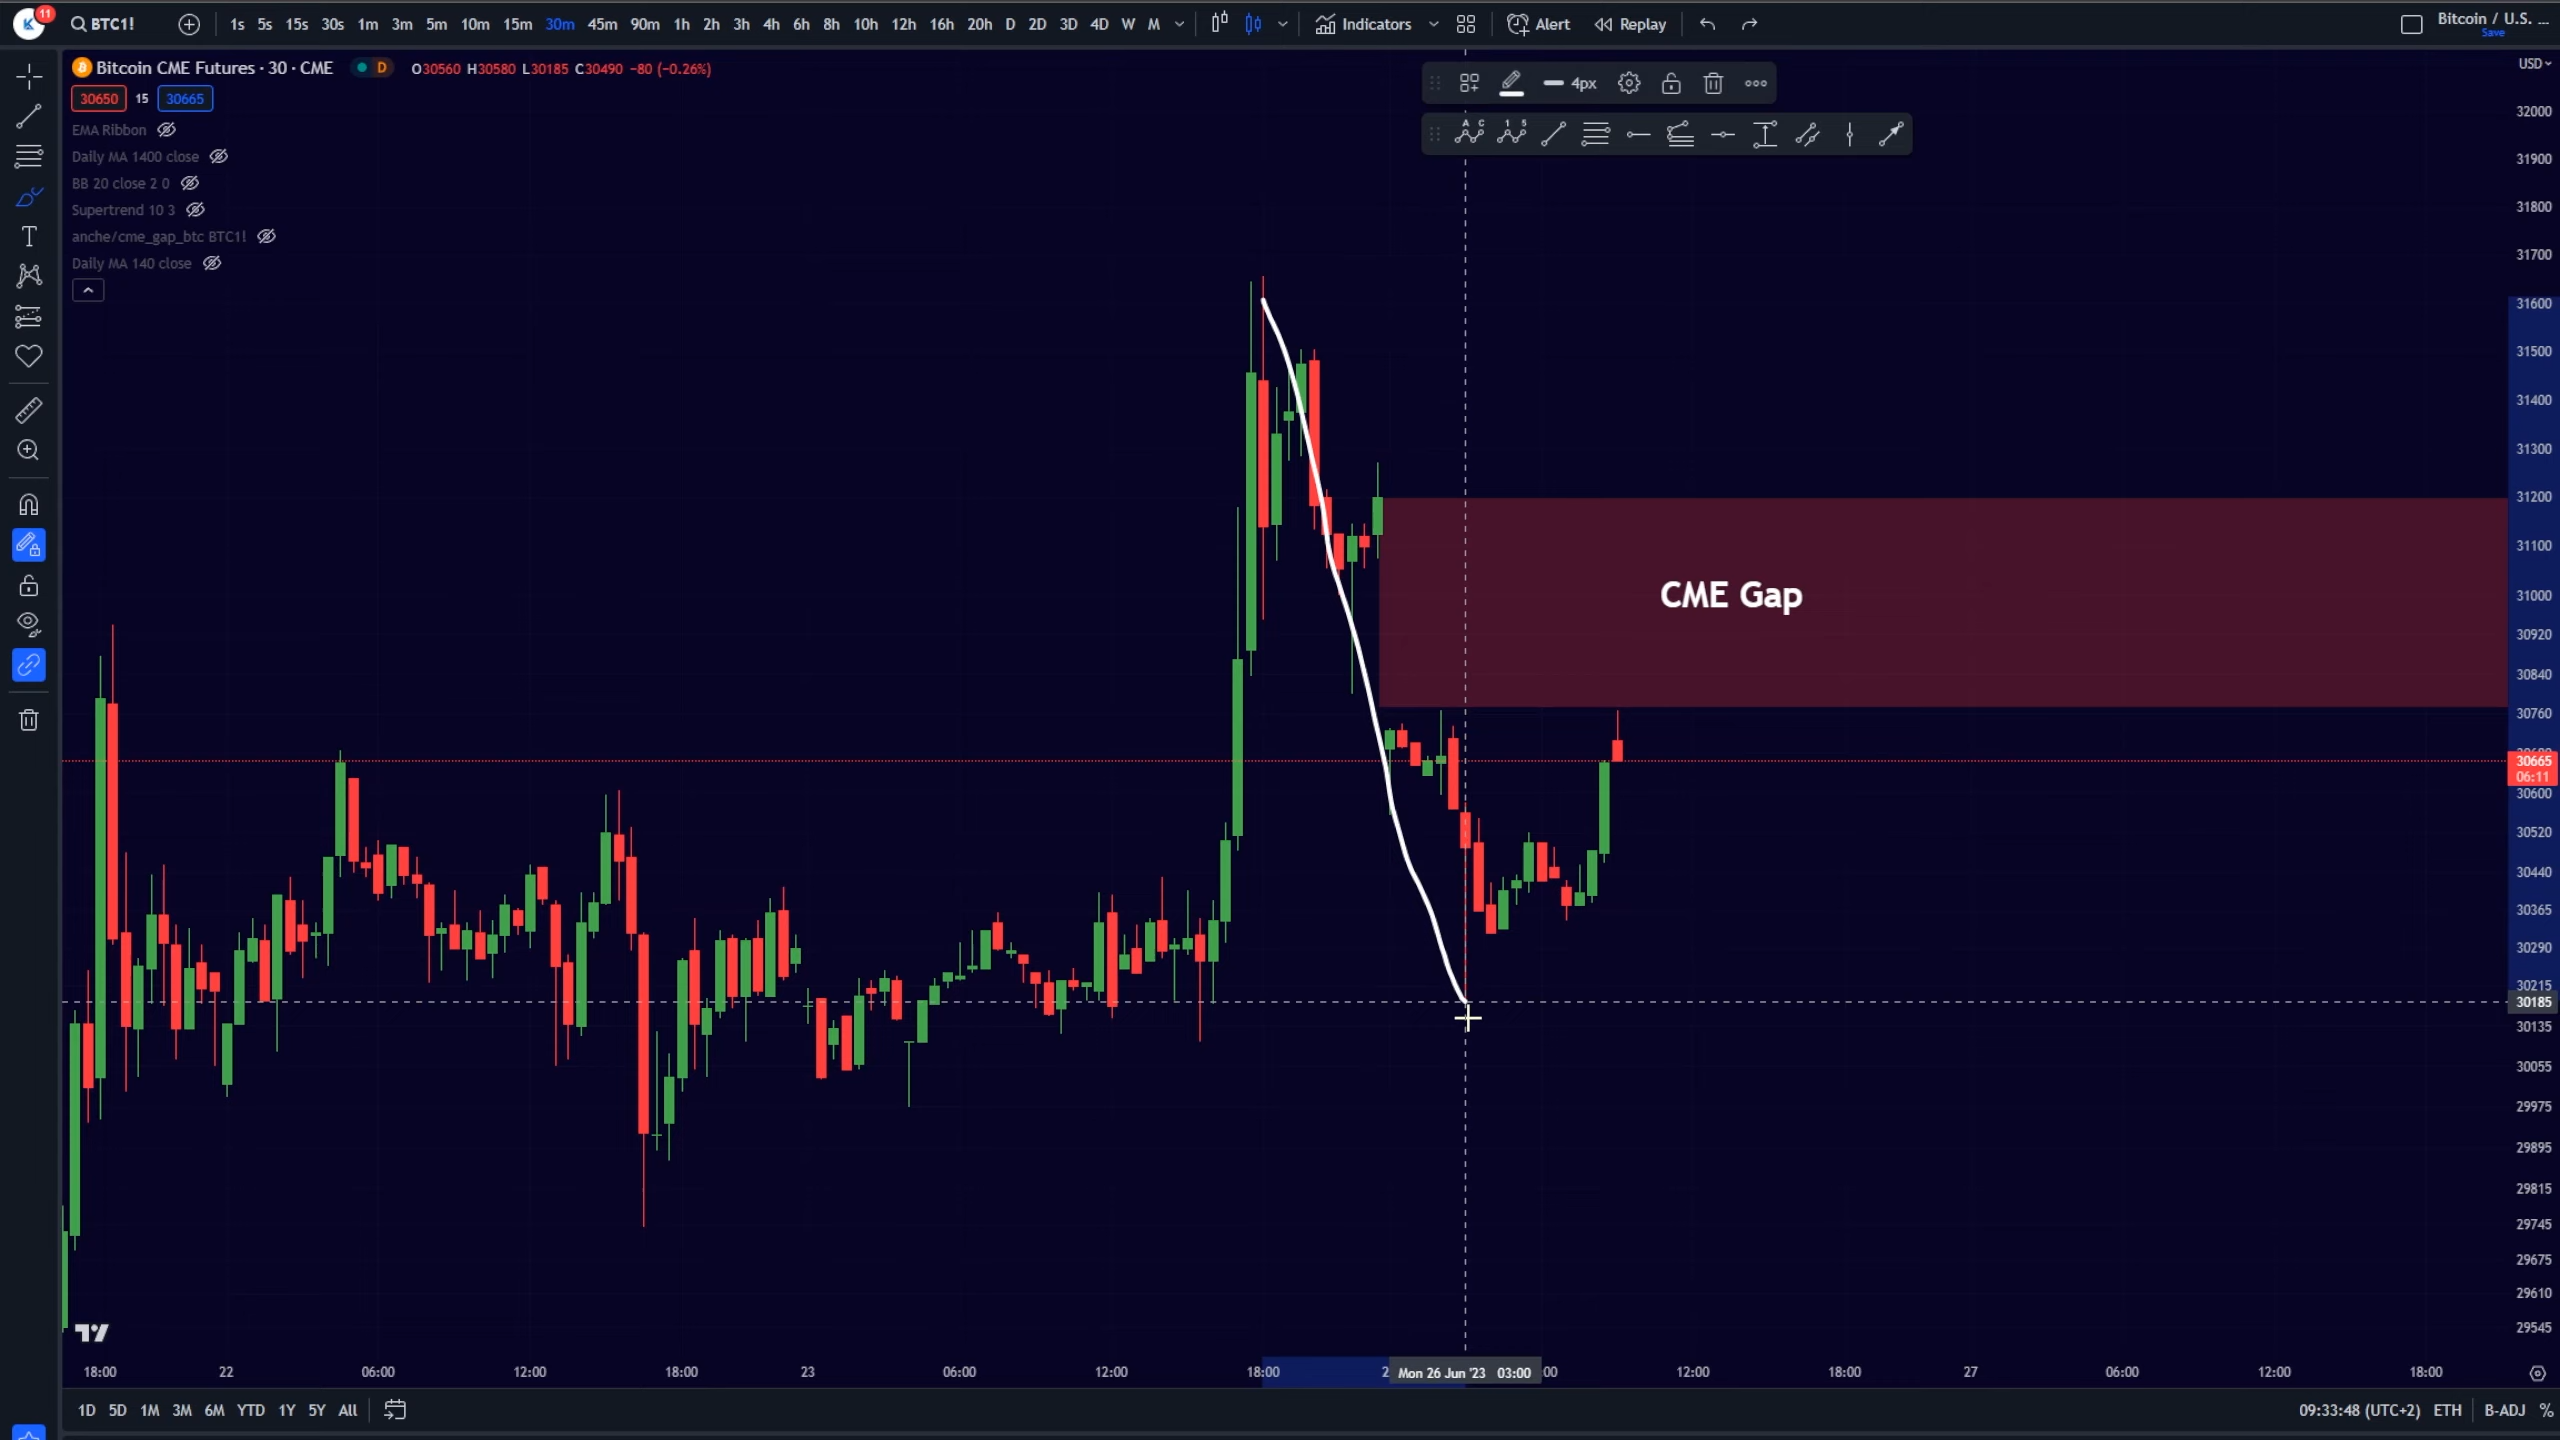 11
BTC1!
1s 5s 15s 30s 1m 3m 5m 10m 15m 30m 45m 90m 1h 2h 3h 4h 6h 8h 10h 12h 16h 20h D 2D 3D 4D W M
Indicators
Alert
Replay
Bitcoin / U.S. ...
Save
Bitcoin CME Futures · 30 · CME D O30560 H30580 L30185 C30490 −80 (−0.26%)
30650 15 30665
EMA Ribbon
Daily MA 1400 close
BB 20 close 2 0
Supertrend 10 3
anche/cme_gap_btc BTC1!
Daily MA 140 close
4px
A C
1 5
T
CME Gap
USD
32000
31900
31800
31700
31600
31500
31400
31300
31200
31100
31000
30920
30840
30760
30665
06:11
30600
30520
30440
30365
30290
30215
30185
30135
30055
29975
29895
29815
29745
29675
29610
29545
18:00 22 06:00 12:00 18:00 23 06:00 12:00 18:00 2 Mon 26 Jun '23 03:00 :00 12:00 18:00 27 06:00 12:00 18:00
1D 5D 1M 3M 6M YTD 1Y 5Y All
09:33:48 (UTC+2) ETH B-ADJ %